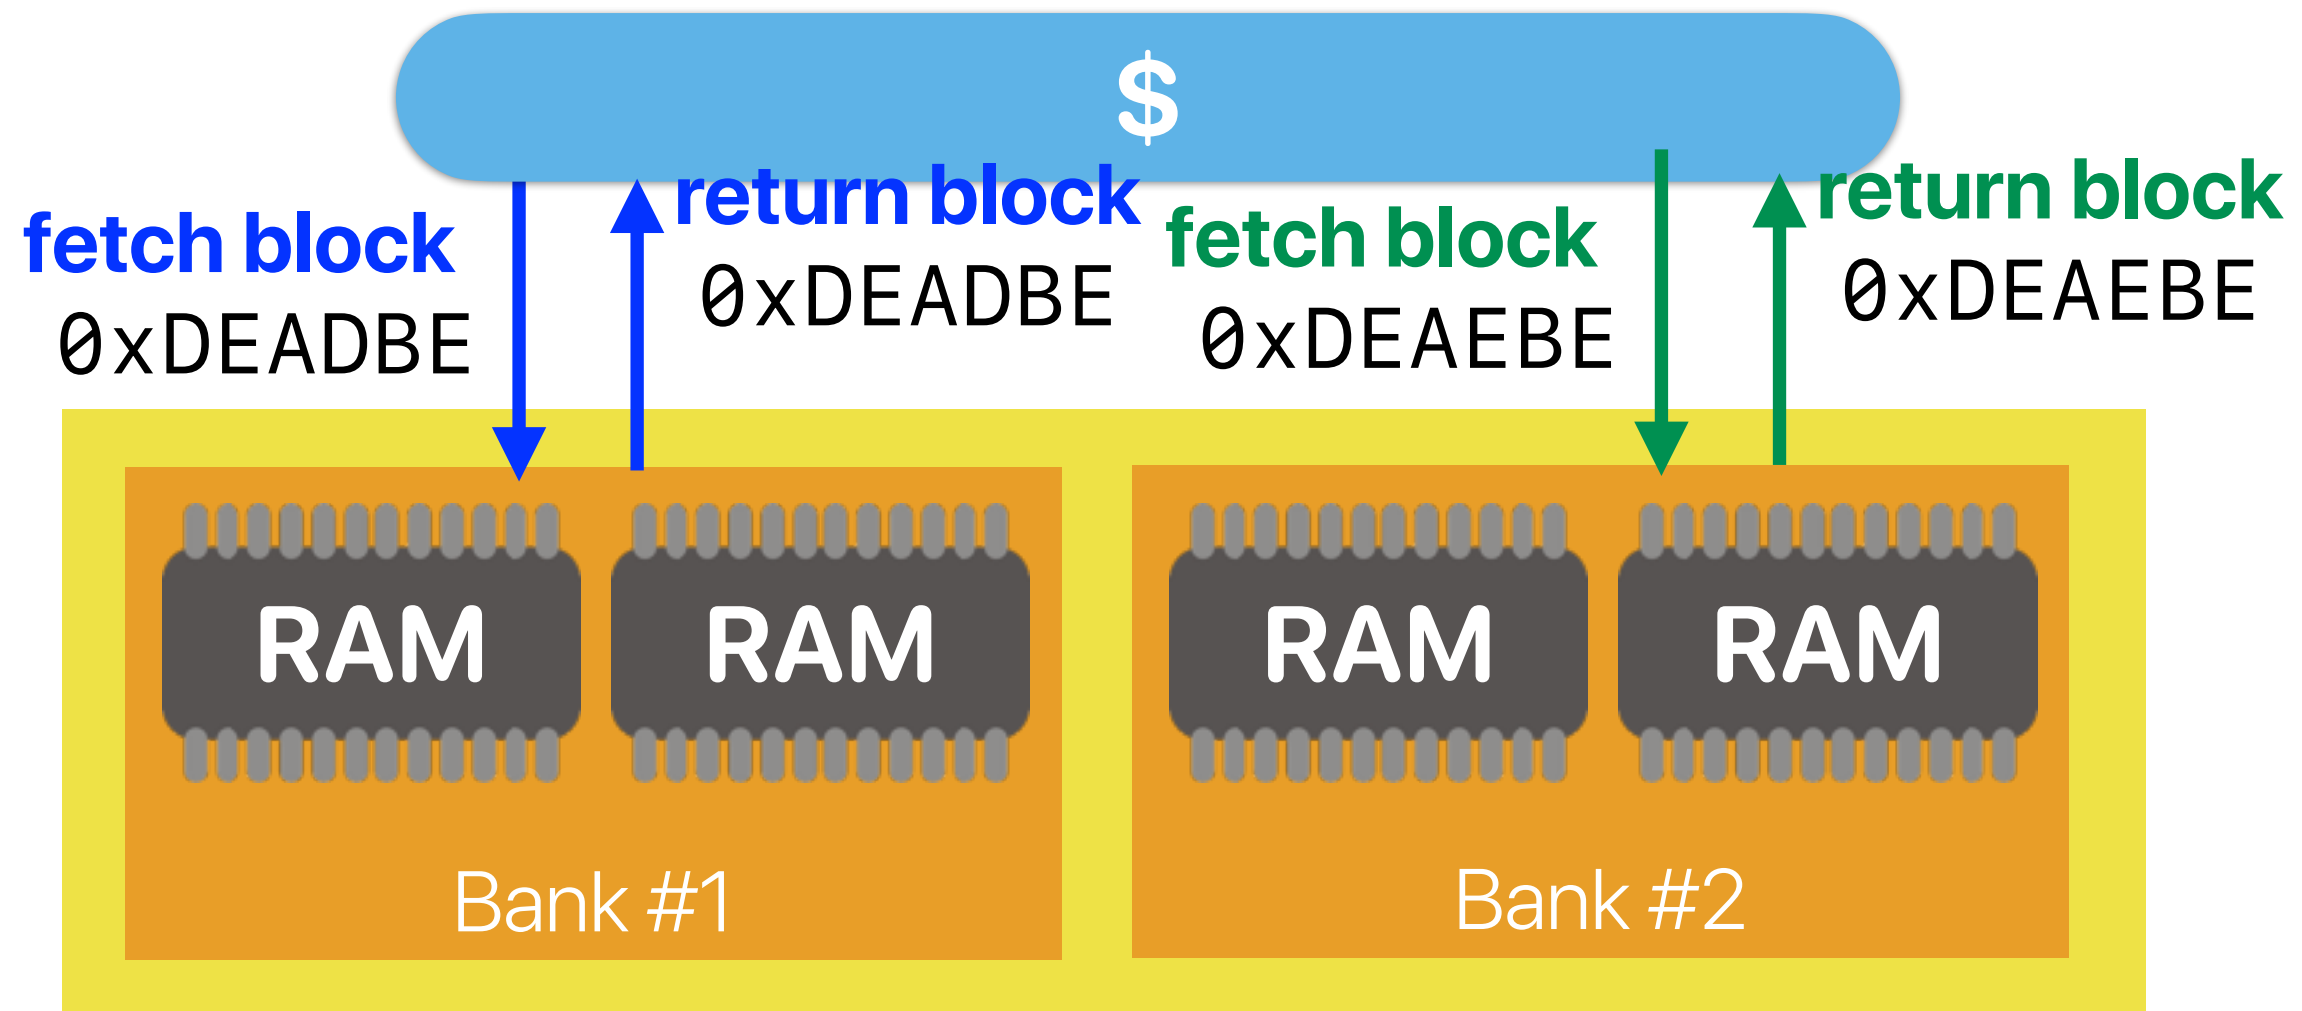 $
fetch block
0xDEADBE
return block
0xDEADBE
fetch block
0xDEAEBE
return block
0xDEAEBE
RAM
RAM
RAM
RAM
Bank #1
Bank #2